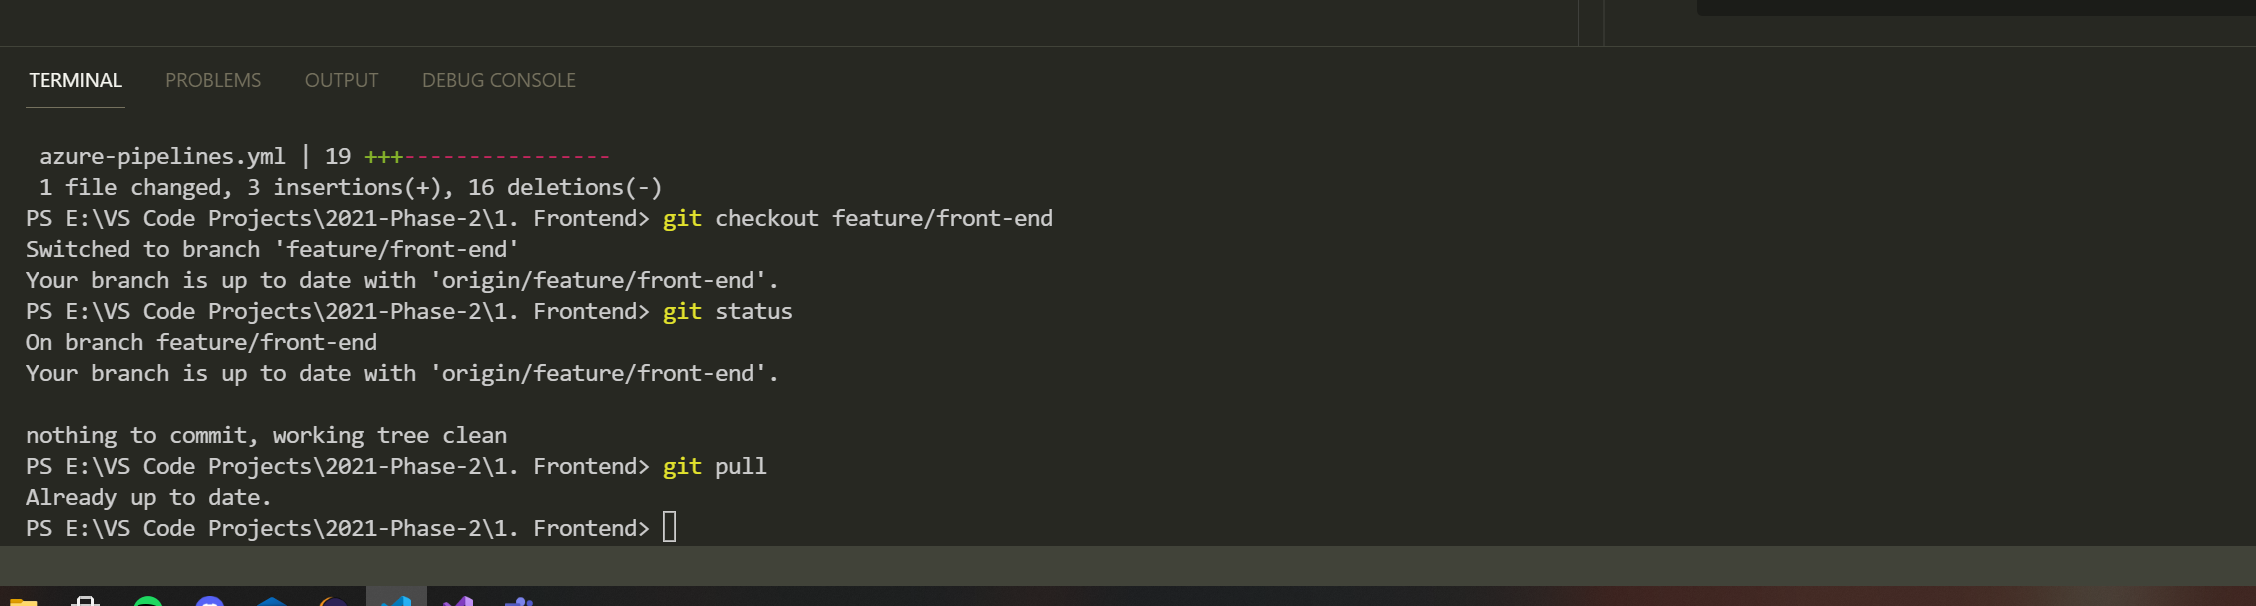 TERMINAL PROBLEMS OUTPUT DEBUG CONSOLE
azure-pipelines.yml | 19 +++----------------
1 file changed, 3 insertions(+), 16 deletions(-)
PS E:\VS Code Projects\2021-Phase-2\1. Frontend> git checkout feature/front-end
Switched to branch 'feature/front-end'
Your branch is up to date with 'origin/feature/front-end'.
PS E:\VS Code Projects\2021-Phase-2\1. Frontend> git status
On branch feature/front-end
Your branch is up to date with 'origin/feature/front-end'.
nothing to commit, working tree clean
PS E:\VS Code Projects\2021-Phase-2\1. Frontend> git pull
Already up to date.
PS E:\VS Code Projects\2021-Phase-2\1. Frontend>